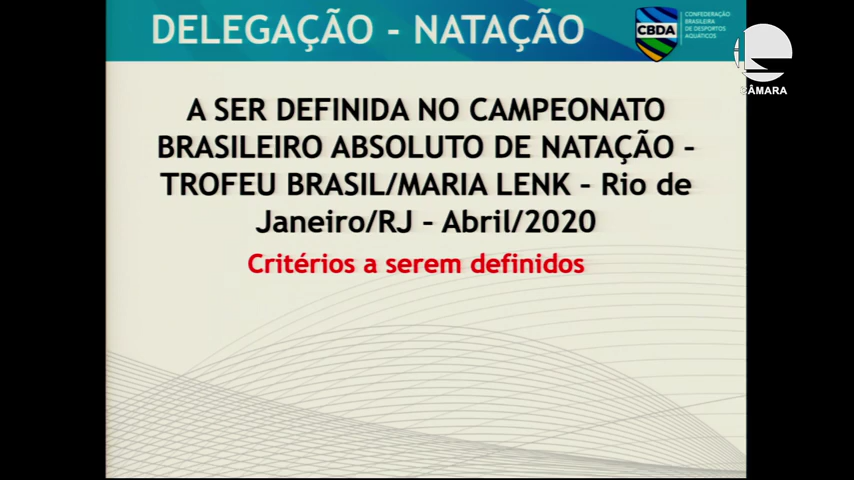 DELEGAÇÃO - NATAÇÃO
CBDA
CONFEDERAÇÃO
BRASILEIRA
DE DESPORTOS
AQUÁTICOS
CÂMARA
A SER DEFINIDA NO CAMPEONATO
BRASILEIRO ABSOLUTO DE NATAÇÃO –
TROFEU BRASIL/MARIA LENK – Rio de
Janeiro/RJ – Abril/2020
Critérios a serem definidos